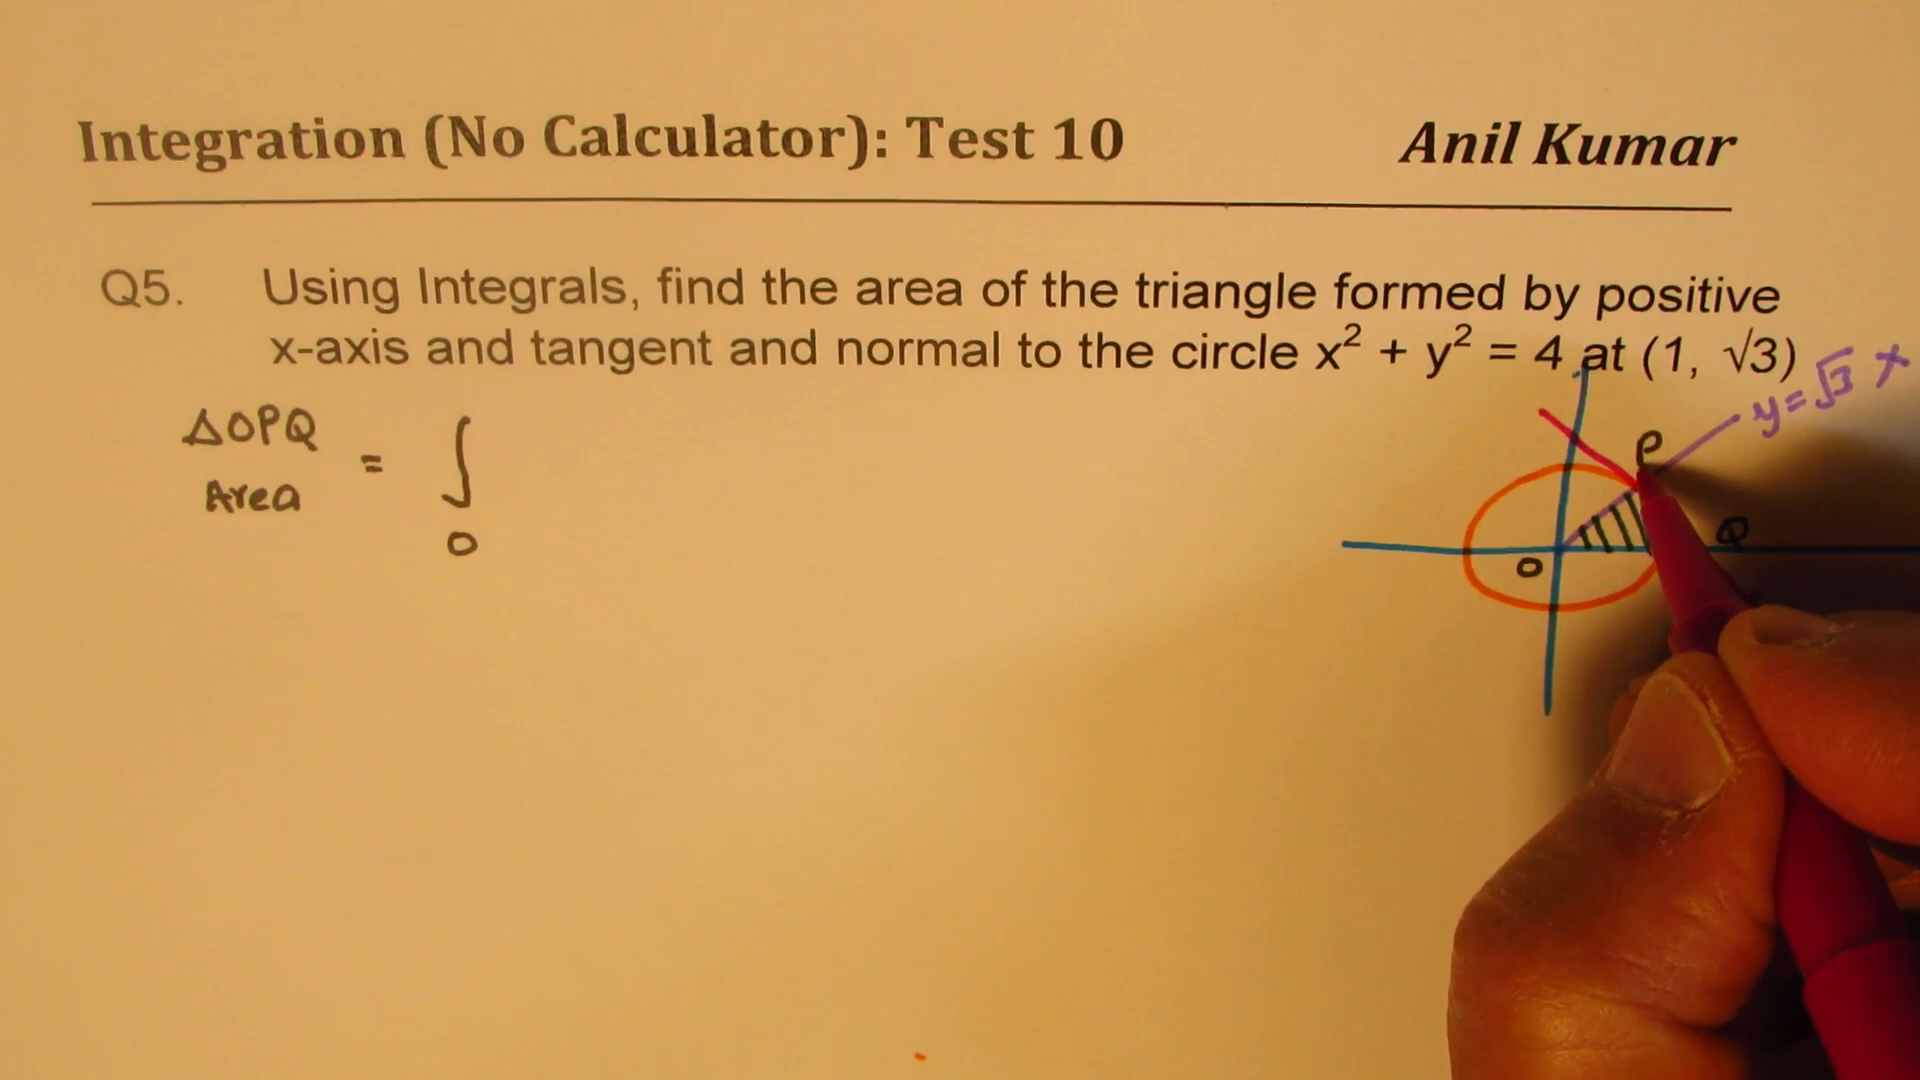 Integration (No Calculator): Test 10 Anil Kumar
Q5. Using Integrals, find the area of the triangle formed by positive
x-axis and tangent and normal to the circle x² + y² = 4 at (1, √3)
y=√3 x
ΔOPQ
Area = ∫
0
P
Q
O